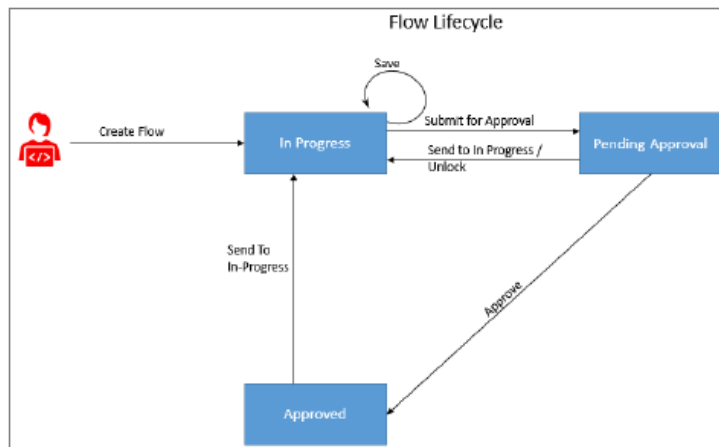 Flow Lifecycle
Save
Create Flow
In Progress
Submit for Approval
Send to In Progress /
Unlock
Pending Approval
</>
Send To
In-Progress
Approve
Approved